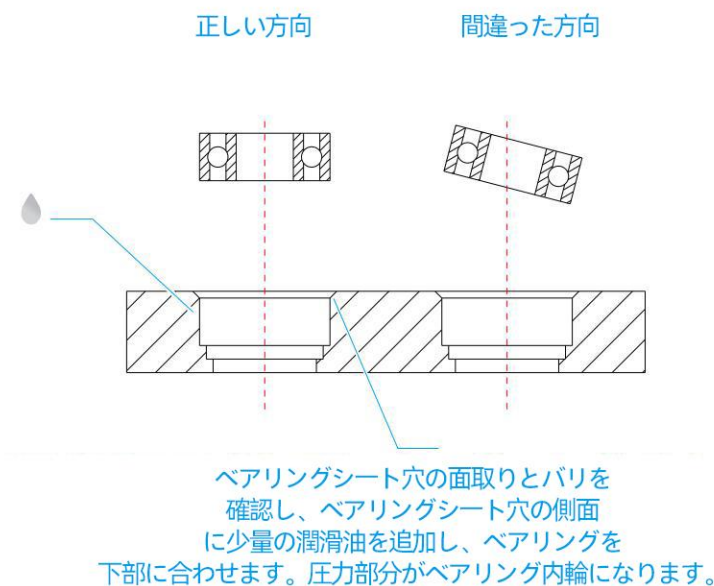 正しい方向
間違った方向
ベアリングシート穴の面取りとバリを
確認し、ベアリングシート穴の側面
に少量の潤滑油を追加し、ベアリングを
下部に合わせます。圧力部分がベアリング内輪になります。